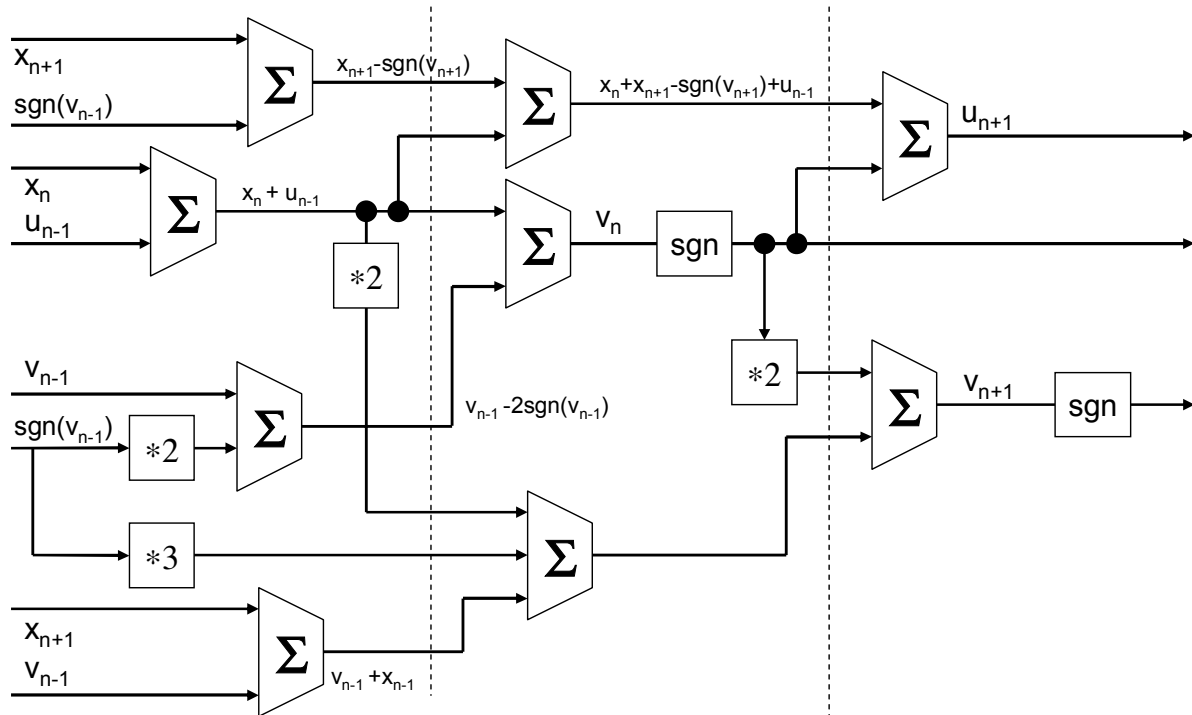 x_{n+1}
sgn(v_{n-1})
Σ
x_{n+1}-sgn(v_{n+1})
Σ
x_n+x_{n+1}-sgn(v_{n+1})+u_{n-1}
Σ
u_{n+1}
x_n
u_{n-1}
Σ
x_n + u_{n-1}
*2
Σ
v_n
sgn
*2
v_{n-1}
sgn(v_{n-1})
*2
Σ
v_{n-1} -2sgn(v_{n-1})
Σ
v_{n+1}
sgn
*3
Σ
x_{n+1}
v_{n-1}
Σ
v_{n-1} +x_{n-1}